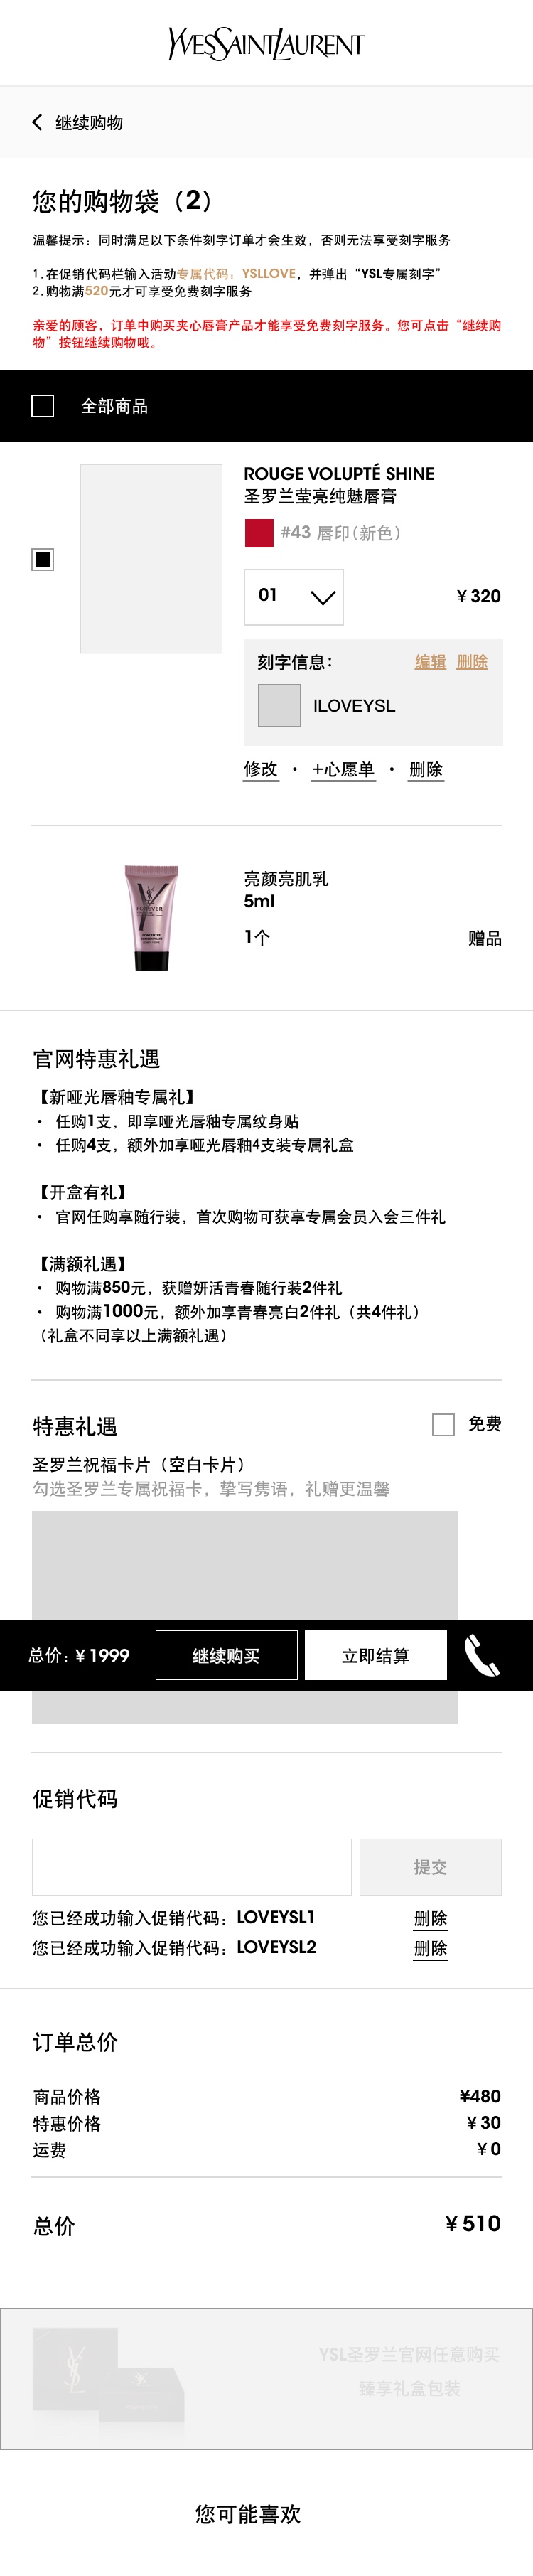 YVESSAINTLAURENT
继续购物
您的购物袋（2）
温馨提示：同时满足以下条件刻字订单才会生效，否则无法享受刻字服务
1.在促销代码栏输入活动专属代码：YSLLOVE，并弹出“YSL专属刻字”
2.购物满520元才可享受免费刻字服务
亲爱的顾客，订单中购买夹心唇膏产品才能享受免费刻字服务。您可点击“继续购
物”按钮继续购物哦。
全部商品
ROUGE VOLUPTÉ SHINE
圣罗兰莹亮纯魅唇膏
#43 唇印（新色）
01
¥ 320
刻字信息：
编辑 删除
ILOVEYSL
修改 · +心愿单 · 删除
亮颜亮肌乳
5ml
1个
赠品
官网特惠礼遇
【新哑光唇釉专属礼】
· 任购1支，即享哑光唇釉专属纹身贴
· 任购4支，额外加享哑光唇釉4支装专属礼盒
【开盒有礼】
· 官网任购享随行装，首次购物可获享专属会员入会三件礼
【满额礼遇】
· 购物满850元，获赠妍活青春随行装2件礼
· 购物满1000元，额外加享青春亮白2件礼（共4件礼）
（礼盒不同享以上满额礼遇）
特惠礼遇
免费
圣罗兰祝福卡片（空白卡片）
勾选圣罗兰专属祝福卡，挚写隽语，礼赠更温馨
总价：¥ 1999
继续购买
立即结算
促销代码
提交
您已经成功输入促销代码：LOVEYSL1 删除
您已经成功输入促销代码：LOVEYSL2 删除
订单总价
商品价格 ¥480
特惠价格 ¥ 30
运费 ¥ 0
总价 ¥ 510
YSL圣罗兰官网任意购买
臻享礼盒包装
您可能喜欢